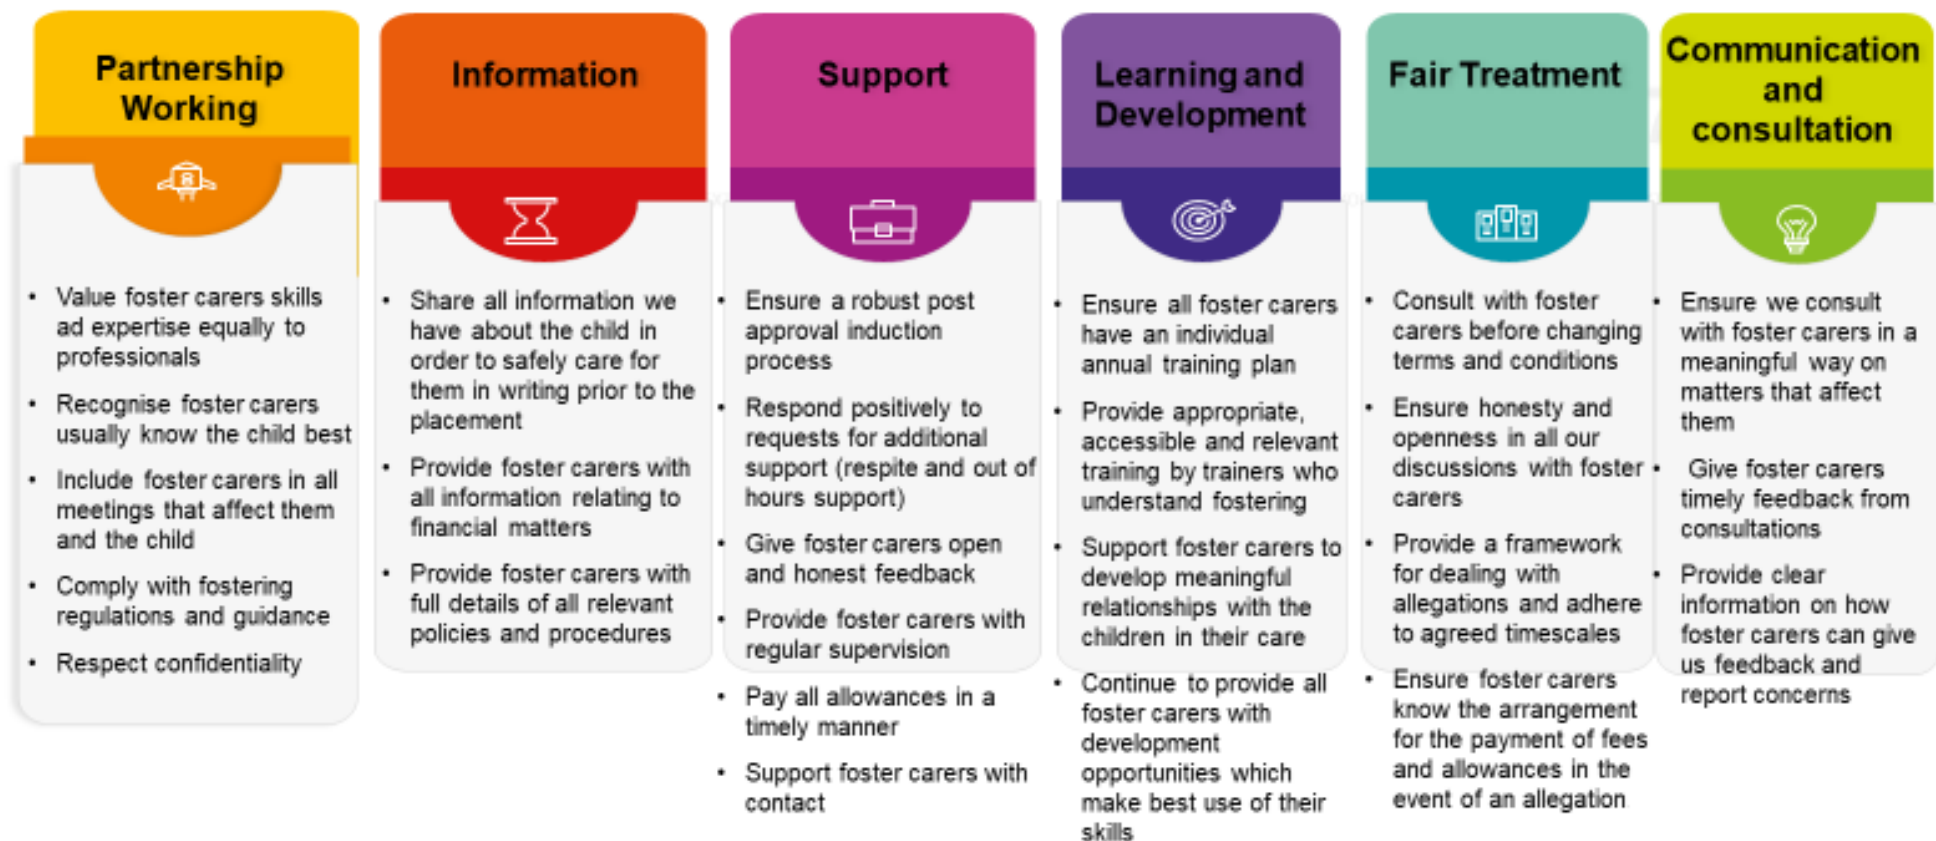 Partnership
Working
• Value foster carers skills
ad expertise equally to
professionals
• Recognise foster carers
usually know the child best
• Include foster carers in all
meetings that affect them
and the child
• Comply with fostering
regulations and guidance
• Respect confidentiality
Information
• Share all information we
have about the child in
order to safely care for
them in writing prior to the
placement
• Provide foster carers with
all information relating to
financial matters
• Provide foster carers with
full details of all relevant
policies and procedures
Support
• Ensure a robust post
approval induction
process
• Respond positively to
requests for additional
support (respite and out of
hours support)
• Give foster carers open
and honest feedback
• Provide foster carers with
regular supervision
• Pay all allowances in a
timely manner
• Support foster carers with
contact
Learning and
Development
• Ensure all foster carers
have an individual
annual training plan
• Provide appropriate,
accessible and relevant
training by trainers who
understand fostering
• Support foster carers to
develop meaningful
relationships with the
children in their care
• Continue to provide all
foster carers with
development
opportunities which
make best use of their
skills
Fair Treatment
• Consult with foster
carers before changing
terms and conditions
• Ensure honesty and
openness in all our
discussions with foster
carers
• Provide a framework
for dealing with
allegations and adhere
to agreed timescales
• Ensure foster carers
know the arrangement
for the payment of fees
and allowances in the
event of an allegation
Communication
and
consultation
• Ensure we consult
with foster carers in a
meaningful way on
matters that affect
them
• Give foster carers
timely feedback from
consultations
• Provide clear
information on how
foster carers can give
us feedback and
report concerns